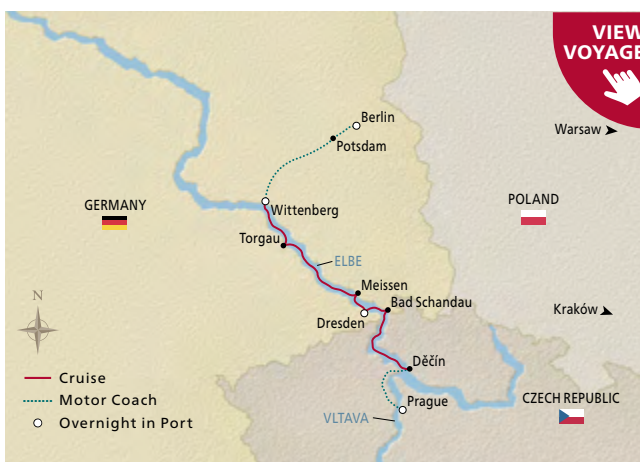 VIEW
VOYAGE
Berlin
Warsaw
Potsdam
GERMANY
POLAND
Wittenberg
Torgau
ELBE
Meissen
Bad Schandau
N
Dresden
Kraków
Děčín
Cruise
Motor Coach
Overnight in Port
Prague
CZECH REPUBLIC
VLTAVA